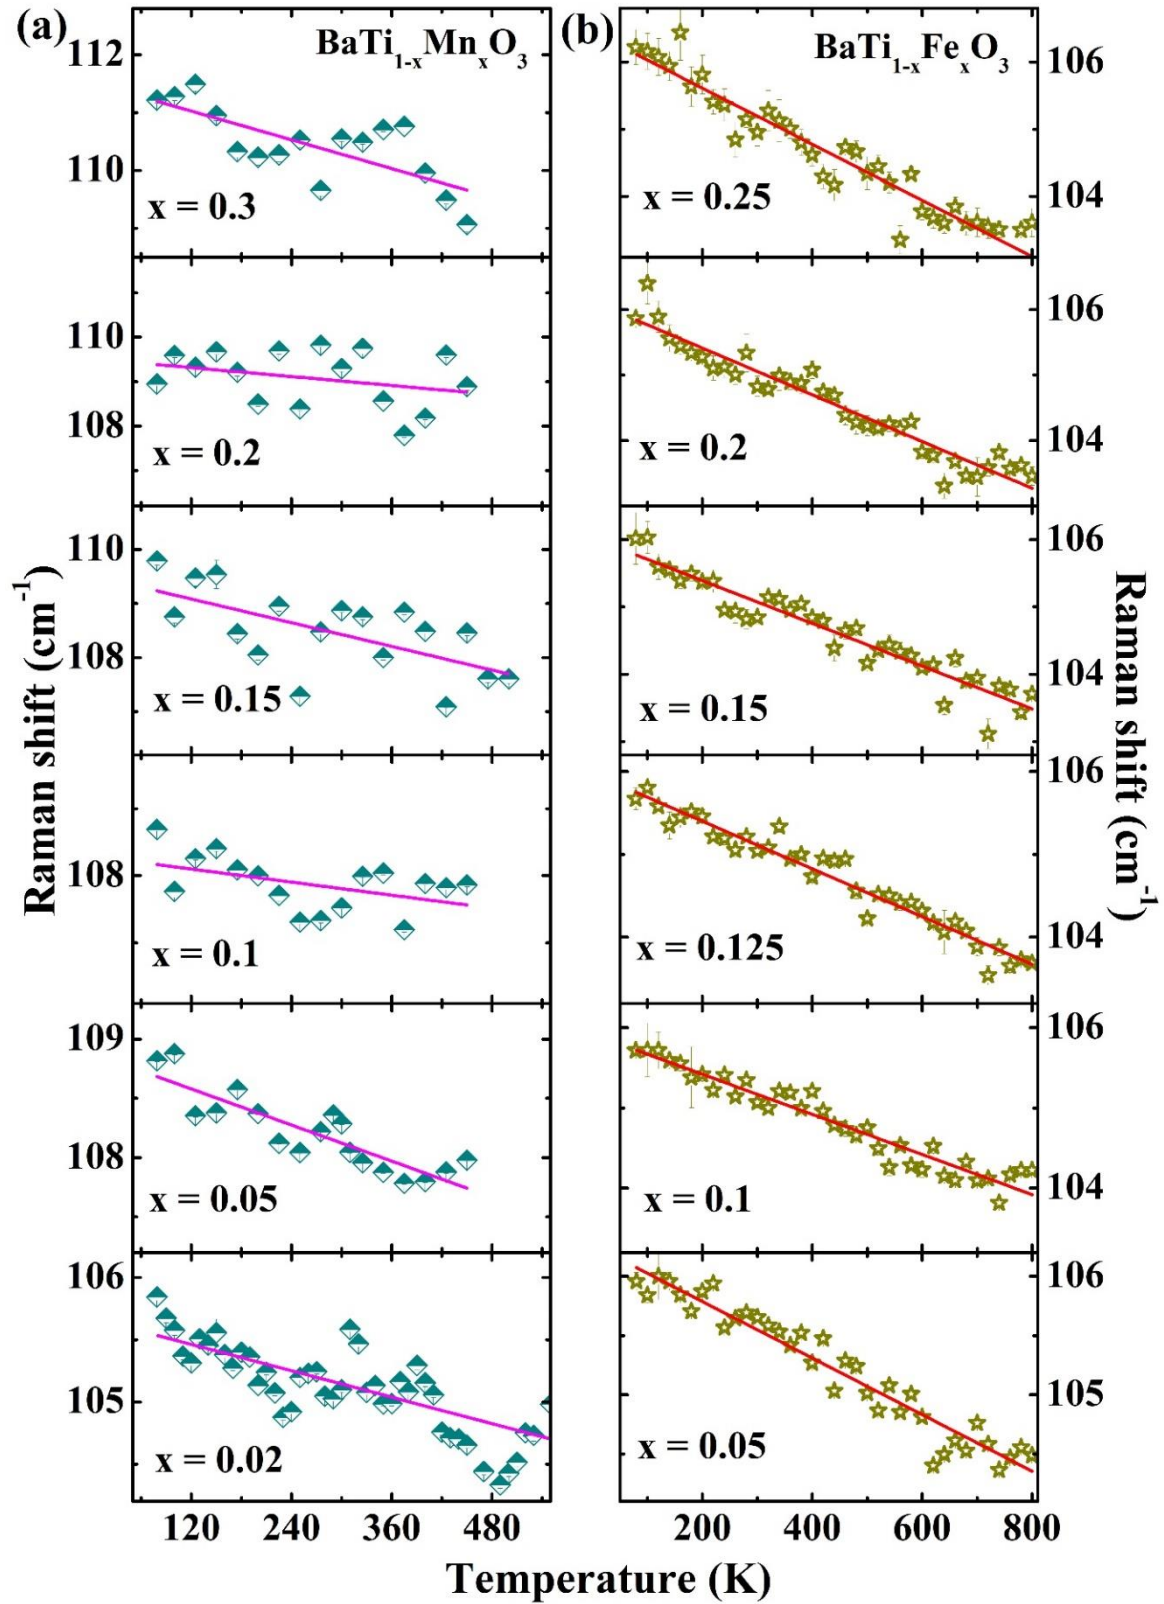 (a)
BaTi1-xMnxO3
112
110
x = 0.3
110
108
x = 0.2
110
108
x = 0.15
108
x = 0.1
109
108
x = 0.05
106
105
x = 0.02
120 240 360 480
Raman shift (cm-1)
(b)
BaTi1-xFexO3
106
104
x = 0.25
106
104
x = 0.2
106
104
x = 0.15
106
104
x = 0.125
106
104
x = 0.1
106
105
x = 0.05
200 400 600 800
Raman shift (cm-1)
Temperature (K)